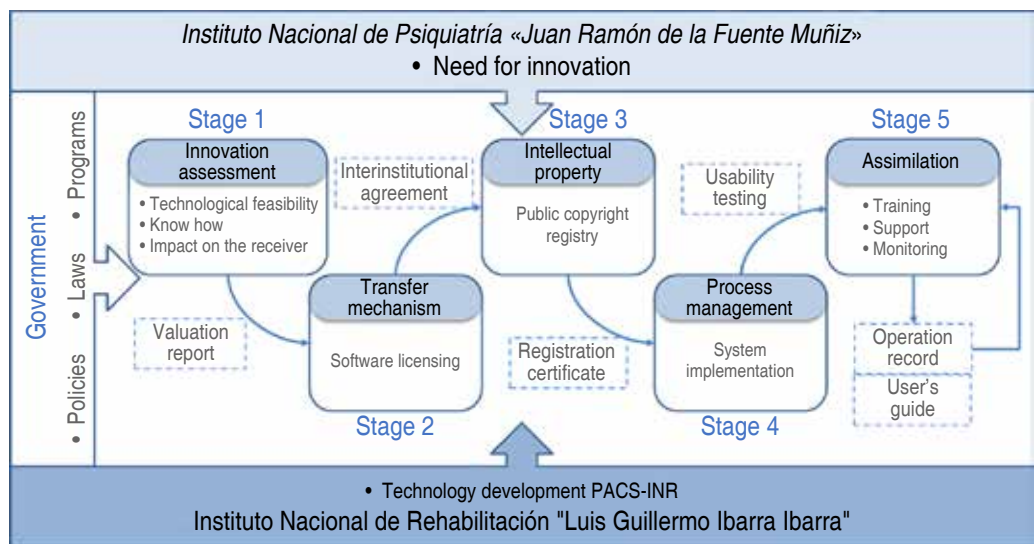 Instituto Nacional de Psiquiatría «Juan Ramón de la Fuente Muñiz»
• Need for innovation
Government
• Policies • Laws • Programs
Stage 1
Innovation
assessment
• Technological feasibility
• Know how
• Impact on the receiver
Valuation
report
Transfer
mechanism
Software licensing
Stage 2
Interinstitutional
agreement
Stage 3
Intellectual
property
Public copyright
registry
Registration
certificate
Process
management
System
implementation
Stage 4
Usability
testing
Stage 5
Assimilation
• Training
• Support
• Monitoring
Operation
record
User's
guide
• Technology development PACS-INR
Instituto Nacional de Rehabilitación "Luis Guillermo Ibarra Ibarra"